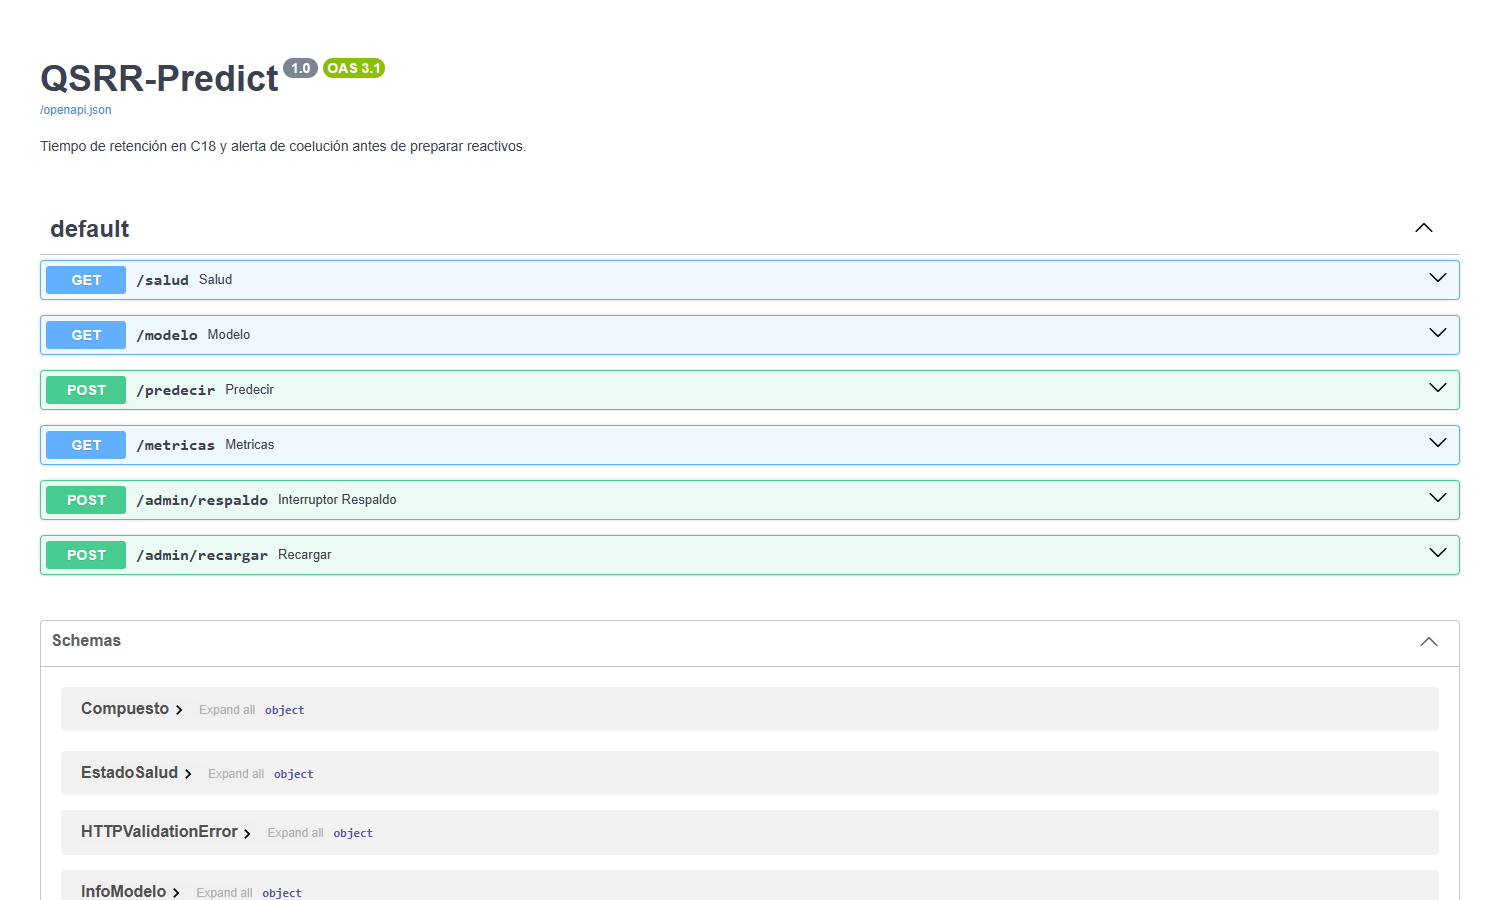 QSRR-Predict 1.0 OAS 3.1
/openapi.json
Tiempo de retención en C18 y alerta de coelución antes de preparar reactivos.
default
GET /salud Salud
GET /modelo Modelo
POST /predecir Predecir
GET /metricas Metricas
POST /admin/respaldo Interruptor Respaldo
POST /admin/recargar Recargar
Schemas
Compuesto Expand all object
EstadoSalud Expand all object
HTTPValidationError Expand all object
InfoModelo Expand all object